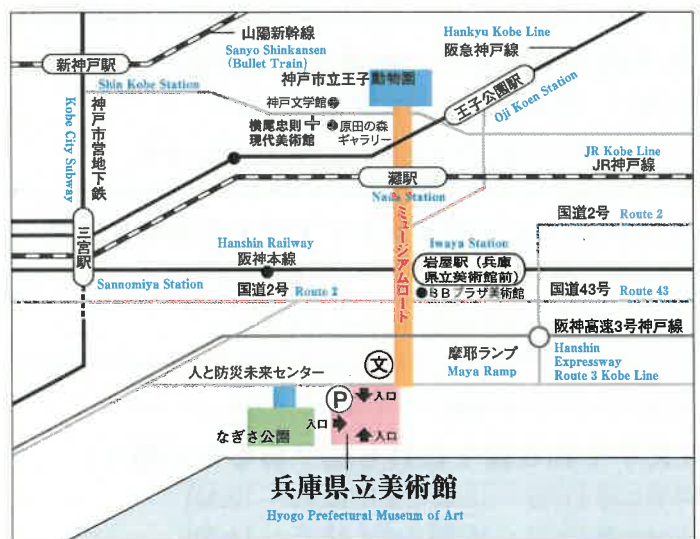 山陽新幹線
Sanyo Shinkansen
(Bullet Train)
Hankyu Kobe Line
阪急神戸線
新神戸駅
Shin Kobe Station
神戸市立王子動物園
王子公園駅
Oji Koen Station
神戸文学館
横尾忠則
現代美術館
原田の森
ギャラリー
神戸市営地下鉄
Kobe City Subway
JR Kobe Line
JR神戸線
灘駅
Nada Station
ミュージアムロード
国道2号 Route 2
三宮駅
Sannomiya Station
Hanshin Railway
阪神本線
Iwaya Station
岩屋駅(兵庫
県立美術館前)
BBプラザ美術館
国道2号 Route 2
国道43号 Route 43
阪神高速3号神戸線
Hanshin
Expressway
Route 3 Kobe Line
摩耶ランプ
Maya Ramp
文
人と防災未来センター
P
入口
入口
入口
なぎさ公園
兵庫県立美術館
Hyogo Prefectural Museum of Art